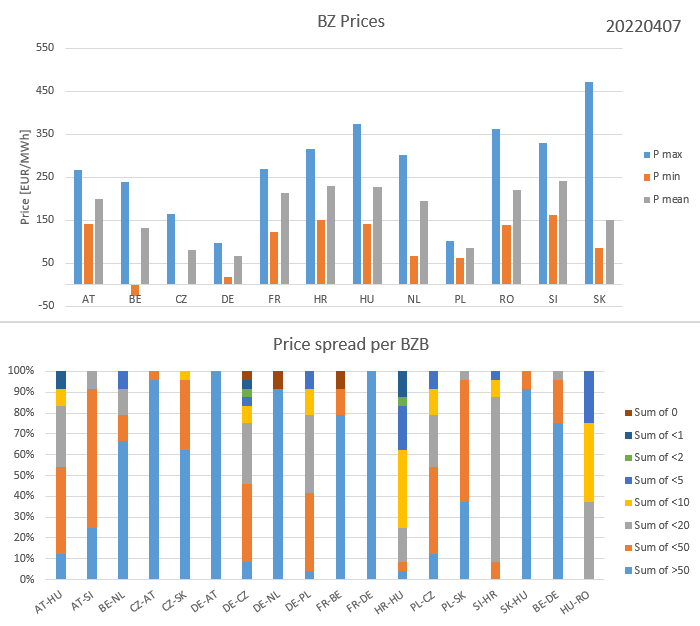 BZ Prices
20220407
Price [EUR/MWh]
550
450
350
250
150
50
-50
AT BE CZ DE FR HR HU NL PL RO SI SK
P max
P min
P mean
Price spread per BZB
100%
90%
80%
70%
60%
50%
40%
30%
20%
10%
0%
AT-HU AT-SI BE-NL CZ-AT CZ-SK DE-AT DE-CZ DE-NL DE-PL FR-BE FR-DE HR-HU PL-CZ PL-SK SI-HR SK-HU BE-DE HU-RO
Sum of 0
Sum of <1
Sum of <2
Sum of <5
Sum of <10
Sum of <20
Sum of <50
Sum of >50